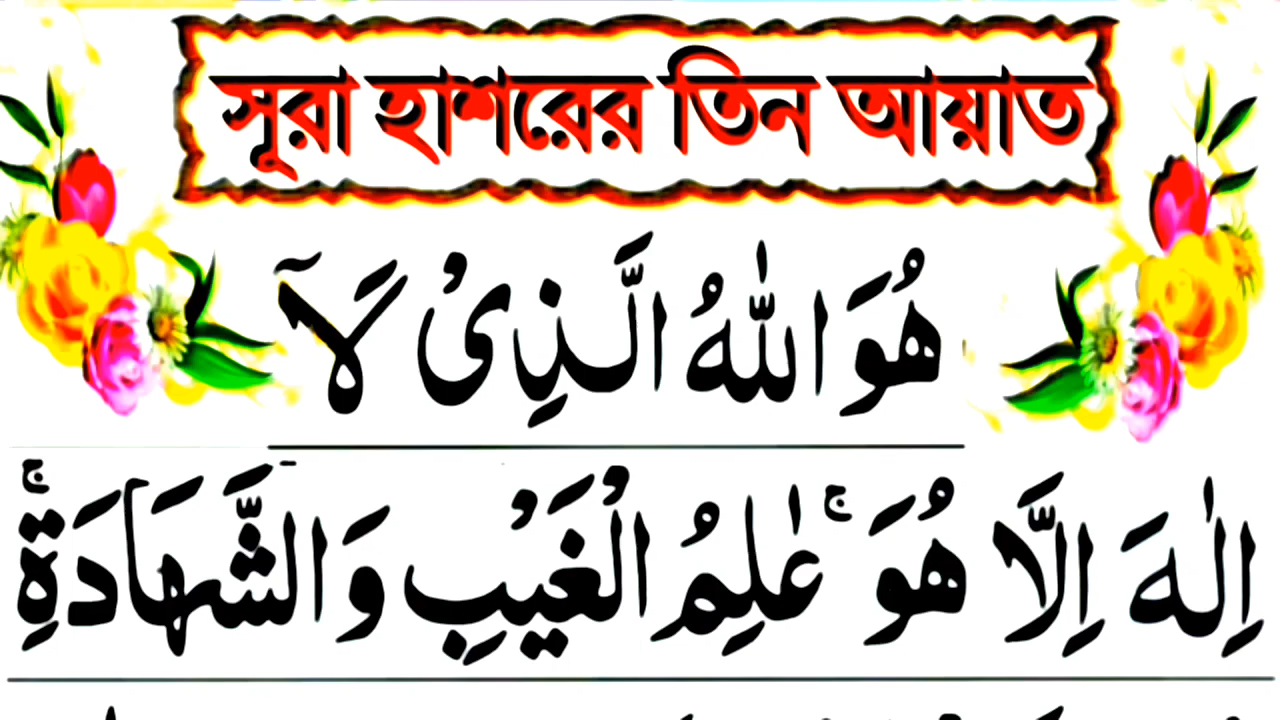 সূরা হাশরের তিন আয়াত
هُوَ اللّٰهُ الَّذِیْ لَاۤ
اِلٰهَ اِلَّا هُوَ ۚ عٰلِمُ الْغَیْبِ وَالشَّهَادَةِ ۚ